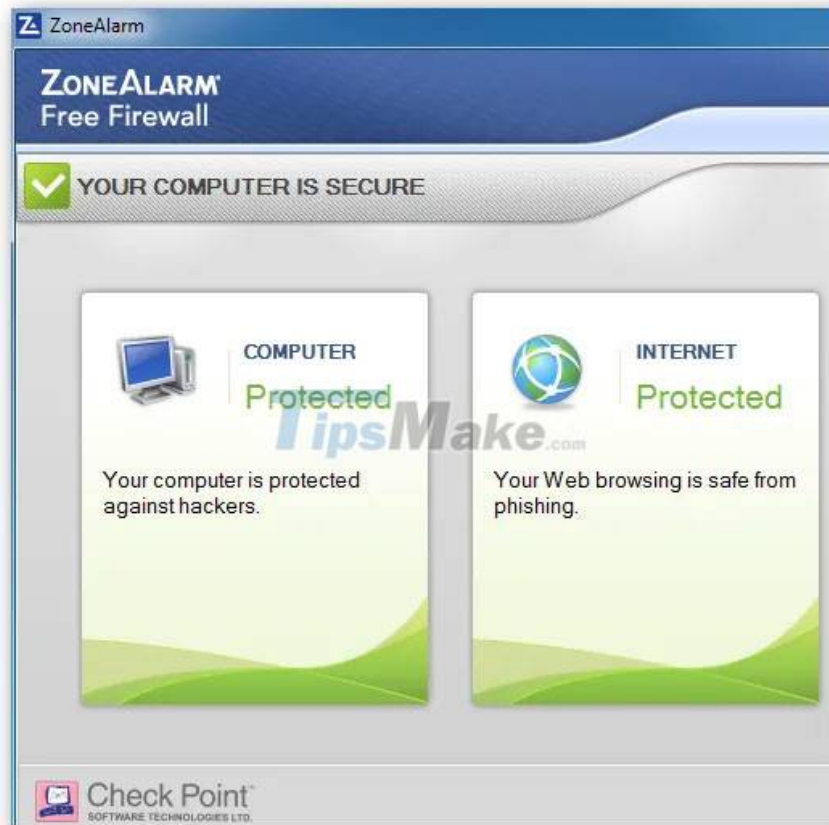 ZoneAlarm
ZONEALARM®
Free Firewall
YOUR COMPUTER IS SECURE
COMPUTER
Protected
Your computer is protected
against hackers.
INTERNET
Protected
Your Web browsing is safe from
phishing.
TipsMake.com
Check Point®
SOFTWARE TECHNOLOGIES LTD.